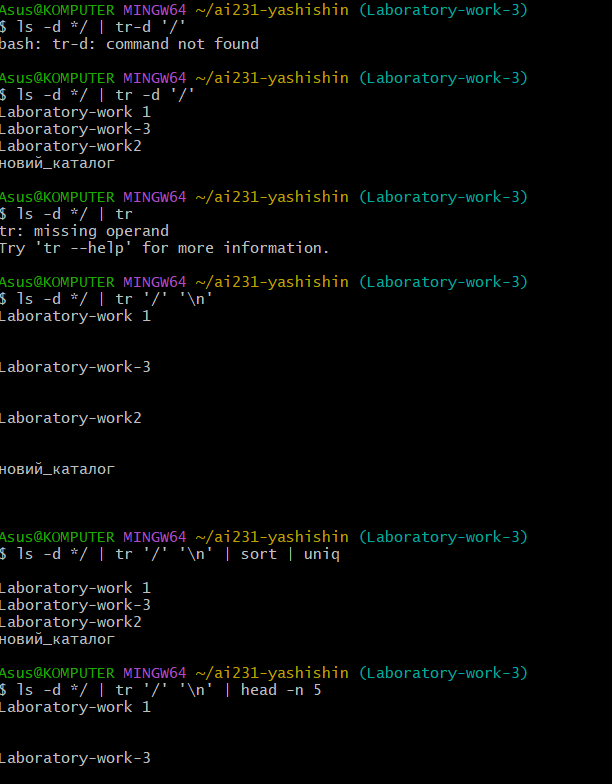 Asus@KOMPUTER MINGW64 ~/ai231-yashishin (Laboratory-work-3)
$ ls -d */ | tr-d '/'
bash: tr-d: command not found
Asus@KOMPUTER MINGW64 ~/ai231-yashishin (Laboratory-work-3)
$ ls -d */ | tr -d '/'
Laboratory-work 1
Laboratory-work-3
Laboratory-work2
новий_каталог
Asus@KOMPUTER MINGW64 ~/ai231-yashishin (Laboratory-work-3)
$ ls -d */ | tr
tr: missing operand
Try 'tr --help' for more information.
Asus@KOMPUTER MINGW64 ~/ai231-yashishin (Laboratory-work-3)
$ ls -d */ | tr '/' '\n'
Laboratory-work 1
Laboratory-work-3
Laboratory-work2
новий_каталог
Asus@KOMPUTER MINGW64 ~/ai231-yashishin (Laboratory-work-3)
$ ls -d */ | tr '/' '\n' | sort | uniq
Laboratory-work 1
Laboratory-work-3
Laboratory-work2
новий_каталог
Asus@KOMPUTER MINGW64 ~/ai231-yashishin (Laboratory-work-3)
$ ls -d */ | tr '/' '\n' | head -n 5
Laboratory-work 1
Laboratory-work-3